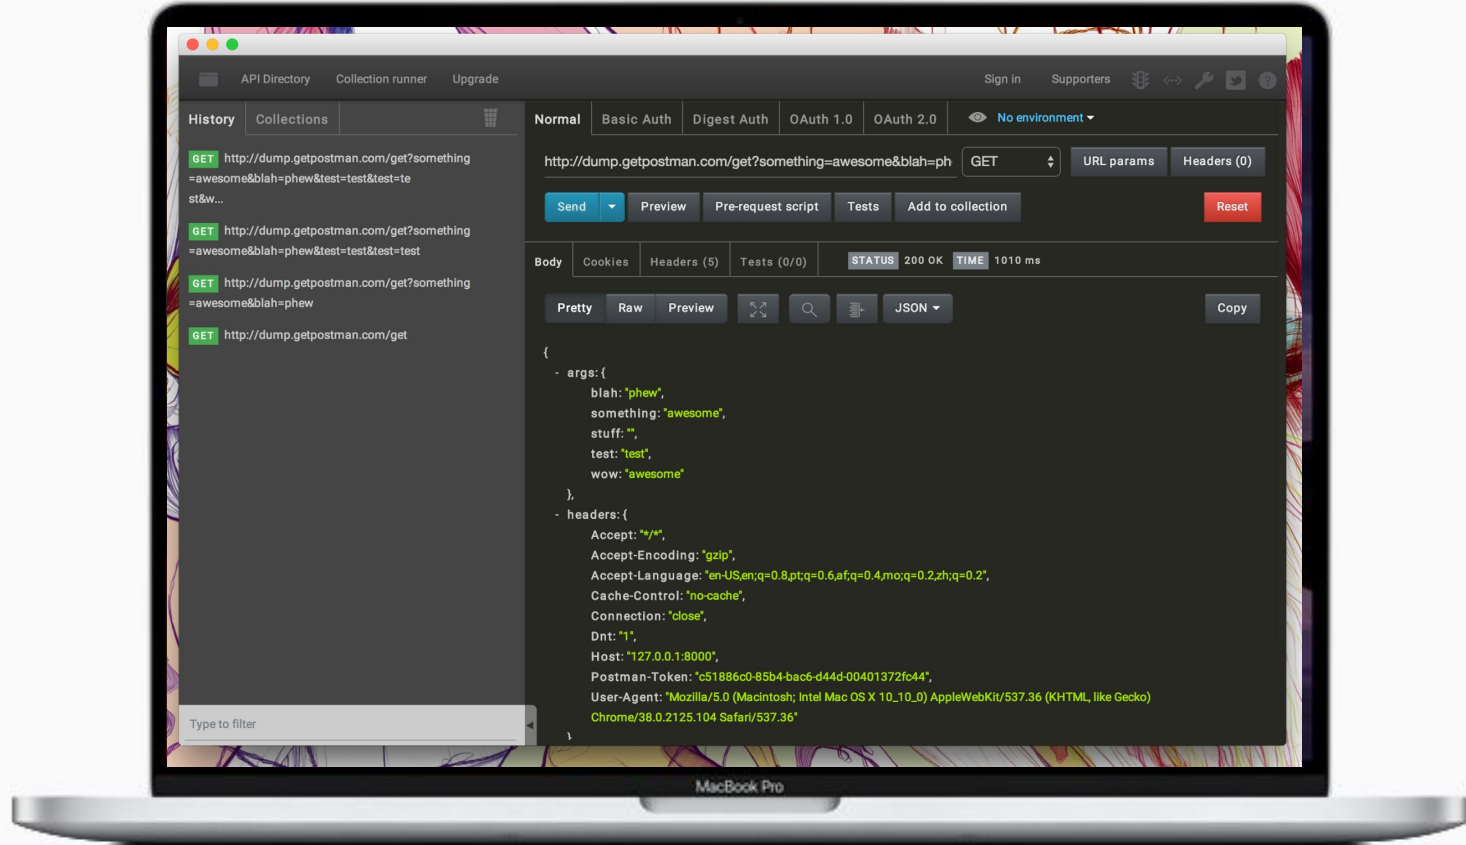 API Directory Collection runner Upgrade Sign in Supporters
History Collections
GET http://dump.getpostman.com/get?something
=awesome&blah=phew&test=test&test=te
st&w...
GET http://dump.getpostman.com/get?something
=awesome&blah=phew&test=test&test=test
GET http://dump.getpostman.com/get?something
=awesome&blah=phew
GET http://dump.getpostman.com/get
Type to filter
Normal Basic Auth Digest Auth OAuth 1.0 OAuth 2.0 No environment
http://dump.getpostman.com/get?something=awesome&blah=ph GET URL params Headers (0)
Send Preview Pre-request script Tests Add to collection Reset
Body Cookies Headers (5) Tests (0/0) STATUS 200 OK TIME 1010 ms
Pretty Raw Preview JSON Copy
{
- args: {
blah: "phew",
something: "awesome",
stuff: "",
test: "test",
wow: "awesome"
},
- headers: {
Accept: "*/*",
Accept-Encoding: "gzip",
Accept-Language: "en-US,en;q=0.8,pt;q=0.6,af;q=0.4,mo;q=0.2,zh;q=0.2",
Cache-Control: "no-cache",
Connection: "close",
Dnt: "1",
Host: "127.0.0.1:8000",
Postman-Token: "c51886c0-85b4-bac6-d44d-00401372fc44",
User-Agent: "Mozilla/5.0 (Macintosh; Intel Mac OS X 10_10_0) AppleWebKit/537.36 (KHTML, like Gecko)
Chrome/38.0.2125.104 Safari/537.36"
}
MacBook Pro